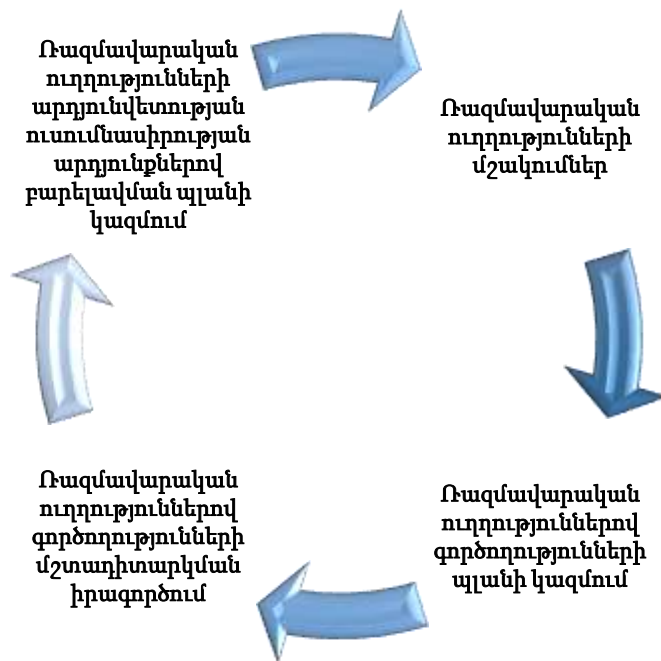 Ռազմավարական
ուղղությունների
արդյունվետության
ուսումնասիրության
արդյունքներով
բարելավման պլանի
կազմում
Ռազմավարական
ուղղությունների
մշակումներ
Ռազմավարական
ուղղություններով
գործողությունների
պլանի կազմում
Ռազմավարական
ուղղություններով
գործողությունների
մշտադիտարկման
իրագործում